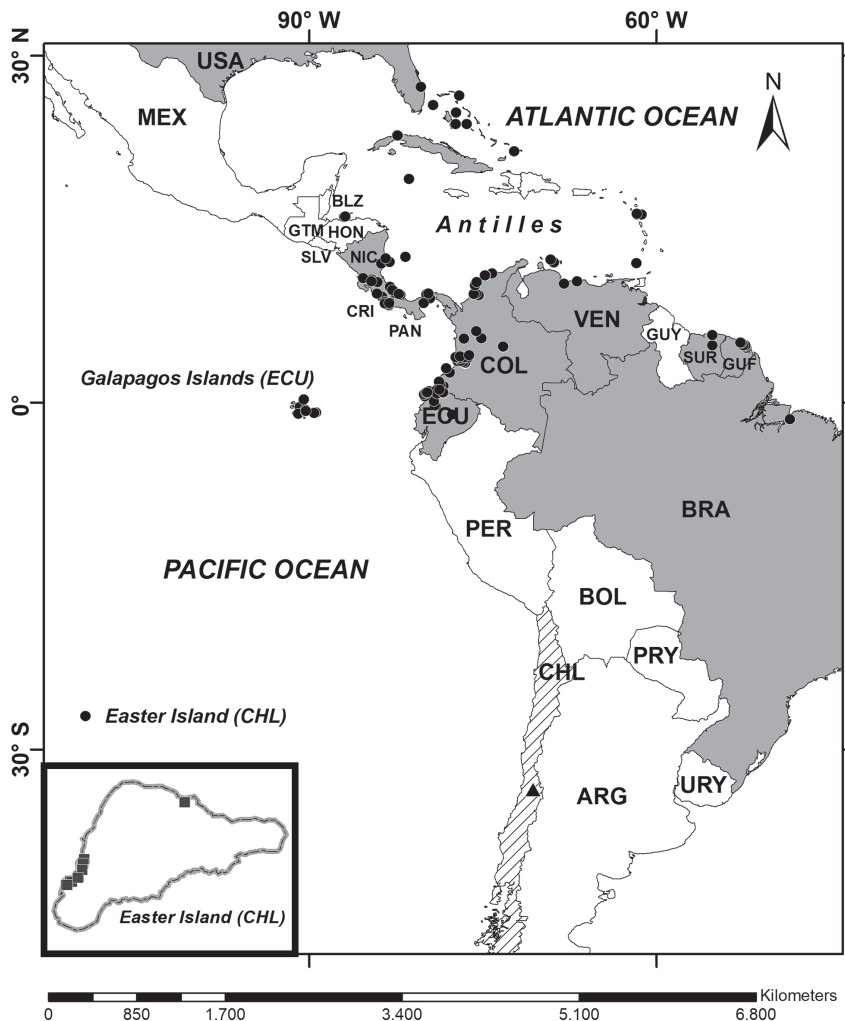 90° W 60° W
30° N
N
USA
MEX
ATLANTIC OCEAN
BLZ
GTM HON
Antilles
SLV NIC
CRI
PAN
VEN
GUY
SUR GUF
COL
Galapagos Islands (ECU)
0°
ECU
BRA
PER
PACIFIC OCEAN
BOL
PRY
CHL
Easter Island (CHL)
30° S
URY
ARG
Easter Island (CHL)
Kilometers
0 850 1.700 3.400 5.100 6.800